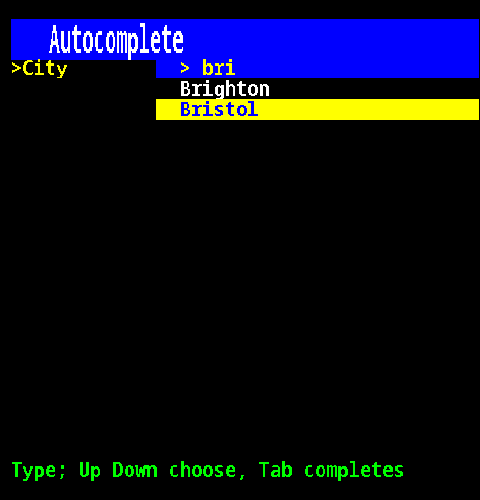 Autocomplete
>City > bri
Brighton
Bristol
Type; Up Down choose, Tab completes